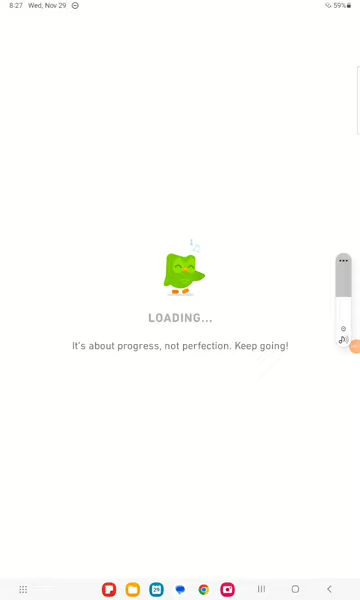 8:27 Wed, Nov 29
59%
LOADING...
It's about progress, not perfection. Keep going!